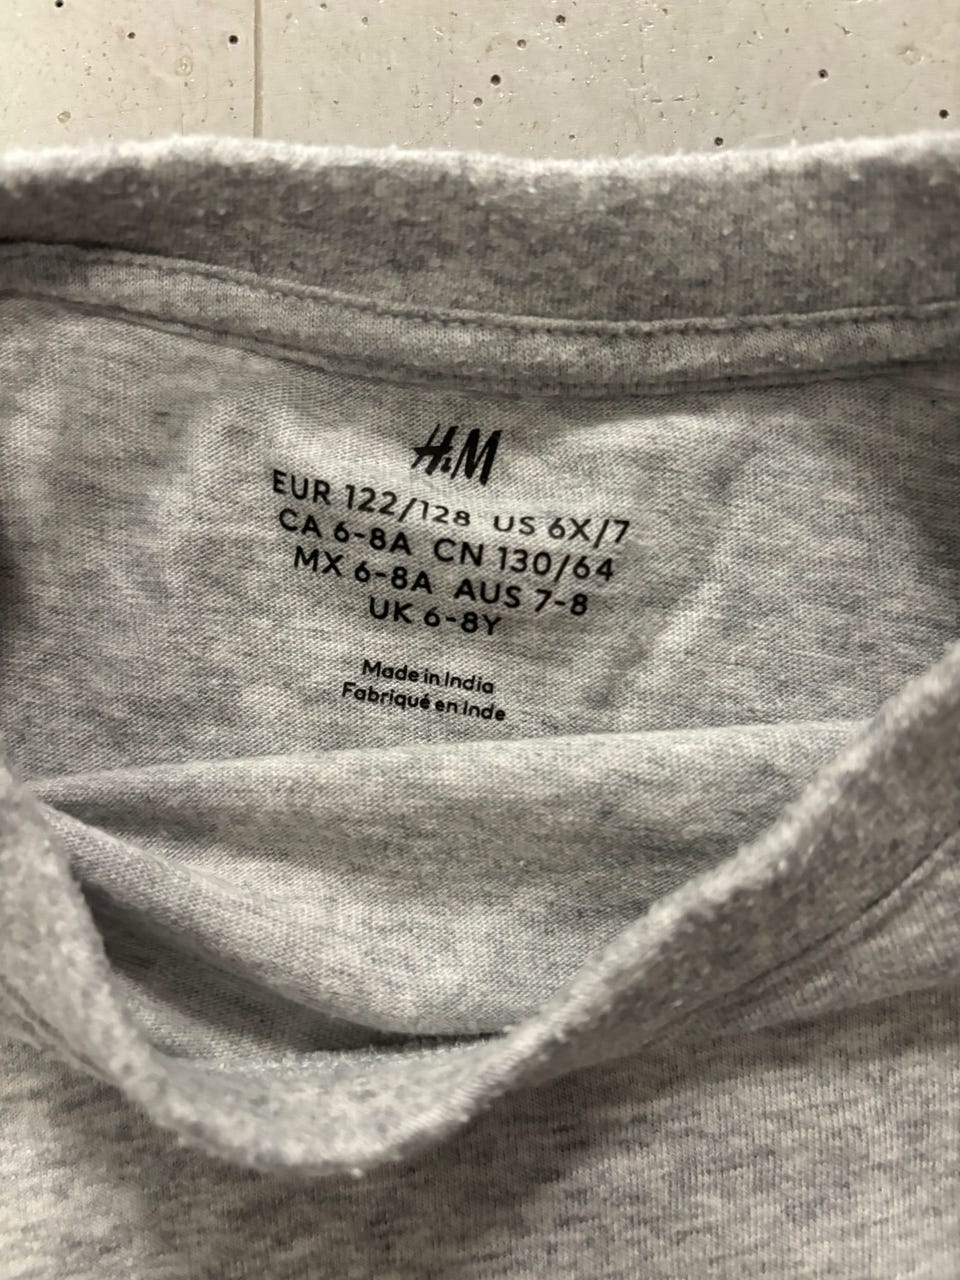 H&M
EUR 122/128 US 6X/7
CA 6-8A CN 130/64
MX 6-8A AUS 7-8
UK 6-8Y
Made in India
Fabriqué en Inde